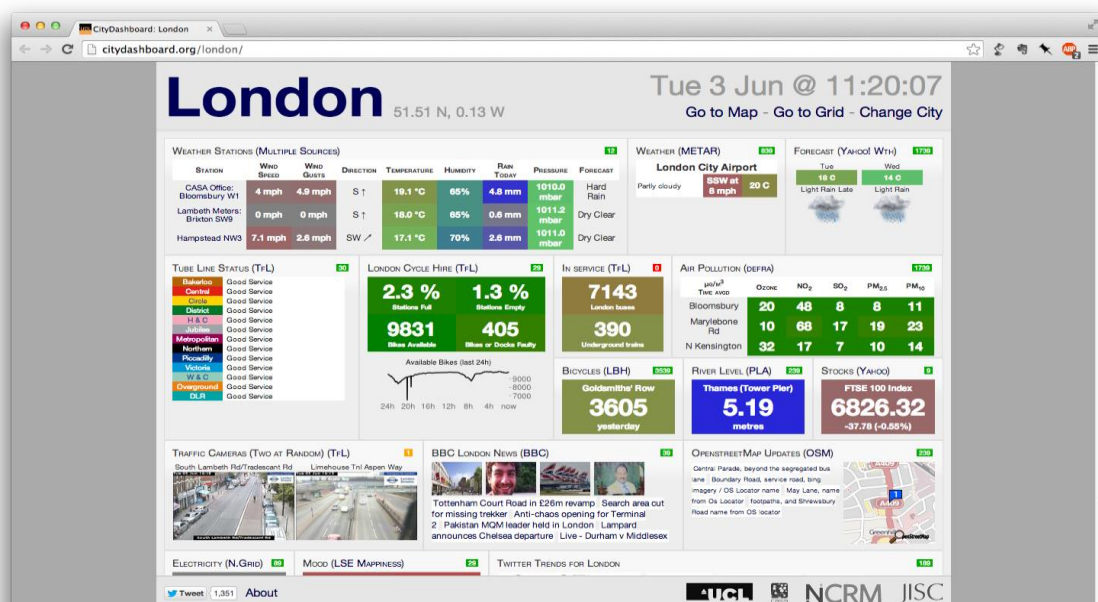 CityDashboard: London
citydashboard.org/london/
London 51.51 N, 0.13 W
Tue 3 Jun @ 11:20:07
Go to Map - Go to Grid - Change City
WEATHER STATIONS (MULTIPLE SOURCES) 12
STATION WIND SPEED WIND GUSTS DIRECTION TEMPERATURE HUMIDITY RAIN TODAY PRESSURE FORECAST
CASA Office: Bloomsbury W1 4 mph 4.9 mph S ↑ 19.1 °C 65% 4.8 mm 1010.0 mbar Hard Rain
Lambeth Meters: Brixton SW9 0 mph 0 mph S ↑ 18.0 °C 65% 0.6 mm 1011.2 mbar Dry Clear
Hampstead NW3 7.1 mph 2.6 mph SW ↗ 17.1 °C 70% 2.6 mm 1011.0 mbar Dry Clear
WEATHER (METAR) 839
London City Airport
Partly cloudy SSW at 8 mph 20 C
FORECAST (YAHOO! WTH) 1739
Tue Wed
18 C 14 C
Light Rain Late Light Rain
TUBE LINE STATUS (TFL) 30
Bakerloo Good Service
Central Good Service
Circle Good Service
District Good Service
H & C Good Service
Jubilee Good Service
Metropolitan Good Service
Northern Good Service
Piccadilly Good Service
Victoria Good Service
W & C Good Service
Overground Good Service
DLR Good Service
LONDON CYCLE HIRE (TFL) 29
2.3 % 1.3 %
Stations Full Stations Empty
9831 405
Bikes Available Bikes or Docks Faulty
Available Bikes (last 24h)
9000
8000
7000
24h 20h 16h 12h 8h 4h now
IN SERVICE (TFL)
7143
London buses
390
Underground trains
AIR POLLUTION (DEFRA) 1739
µg/m³ TIME AVGD OZONE NO₂ SO₂ PM₂.₅ PM₁₀
Bloomsbury 20 48 8 8 11
Marylebone Rd 10 68 17 19 23
N Kensington 32 17 7 10 14
BICYCLES (LBH) 3539
Goldsmiths' Row
3605
yesterday
RIVER LEVEL (PLA) 239
Thames (Tower Pier)
5.19
metres
STOCKS (YAHOO)
FTSE 100 Index
6826.32
-37.78 (-0.55%)
TRAFFIC CAMERAS (TWO AT RANDOM) (TFL) 1
South Lambeth Rd/Tradescant Rd Limehouse Tnl Aspen Way
South Lambeth Rd/Tradescant Rd
BBC LONDON NEWS (BBC) 30
Tottenham Court Road in £26m revamp Search area cut
for missing trekker Anti-chaos opening for Terminal
2 Pakistan MQM leader held in London Lampard
announces Chelsea departure Live - Durham v Middlesex
OPENSTREETMAP UPDATES (OSM) 230
Central Parade, beyond the segregated bus
lane Boundary Road, service road, bing
imagery / OS Locator name May Lane, name
from Os Locator footpaths, and Shrewsbury
Road name from OS locator
A409
1
A409
OpenStreetMap
ELECTRICITY (N.GRID) 89
MOOD (LSE MAPPINESS) 29
TWITTER TRENDS FOR LONDON 189
Tweet 1,351 About
UCL NCRM JISC